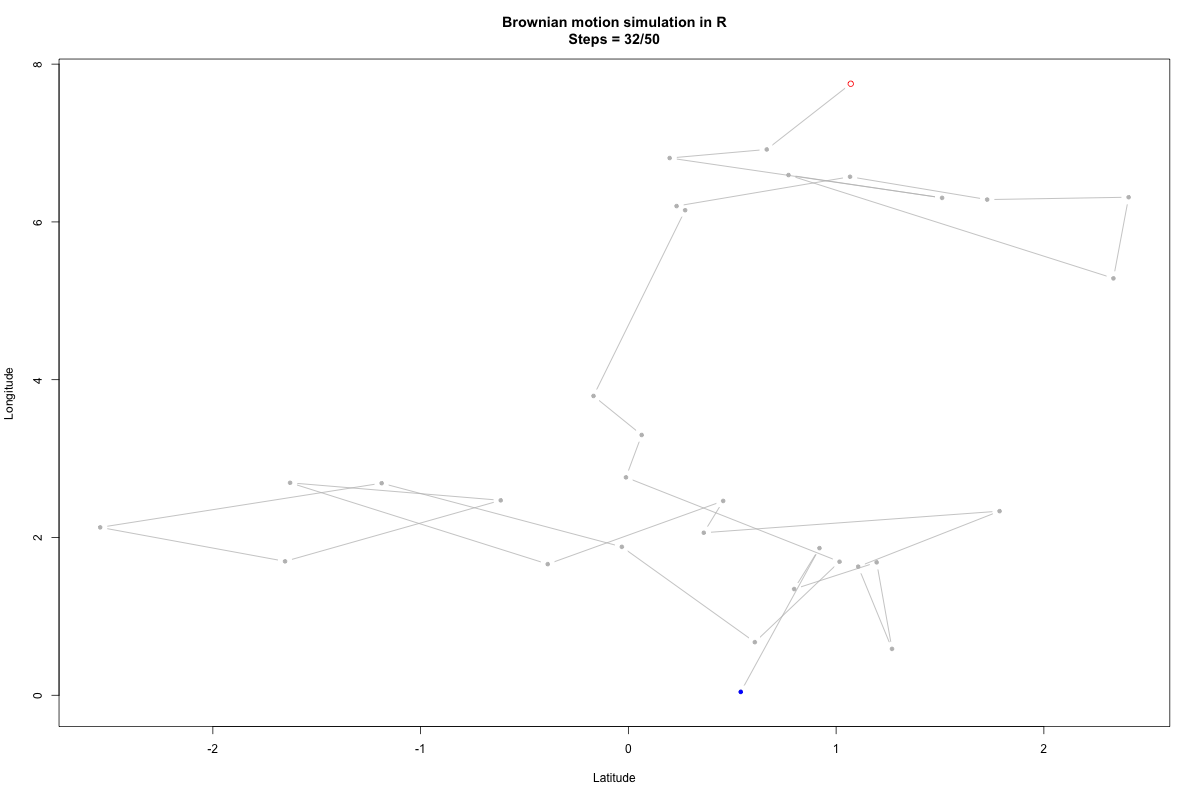 Brownian motion simulation in R
Steps = 32/50
8
6
4
2
0
Longitude
-2
-1
0
1
2
Latitude